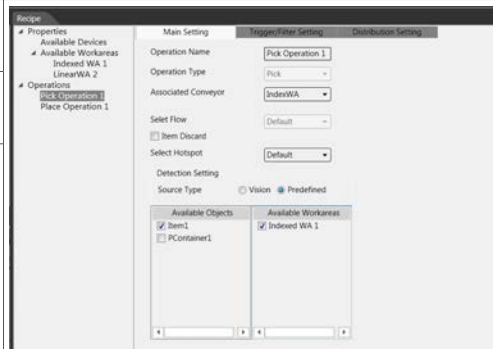 Recipe
Properties
Available Devices
Available Workareas
Indexed WA 1
LinearWA 2
Operations
Pick Operation 1
Place Operation 1
Main Setting Trigger/Filter Setting Distribution Setting
Operation Name Pick Operation 1
Operation Type Pick
Associated Conveyor IndexWA
Selet Flow Default
Item Discard
Select Hotspot Default
Detection Setting
Source Type Vision Predefined
Available Objects Available Workareas
Item1 Indexed WA 1
PContainer1